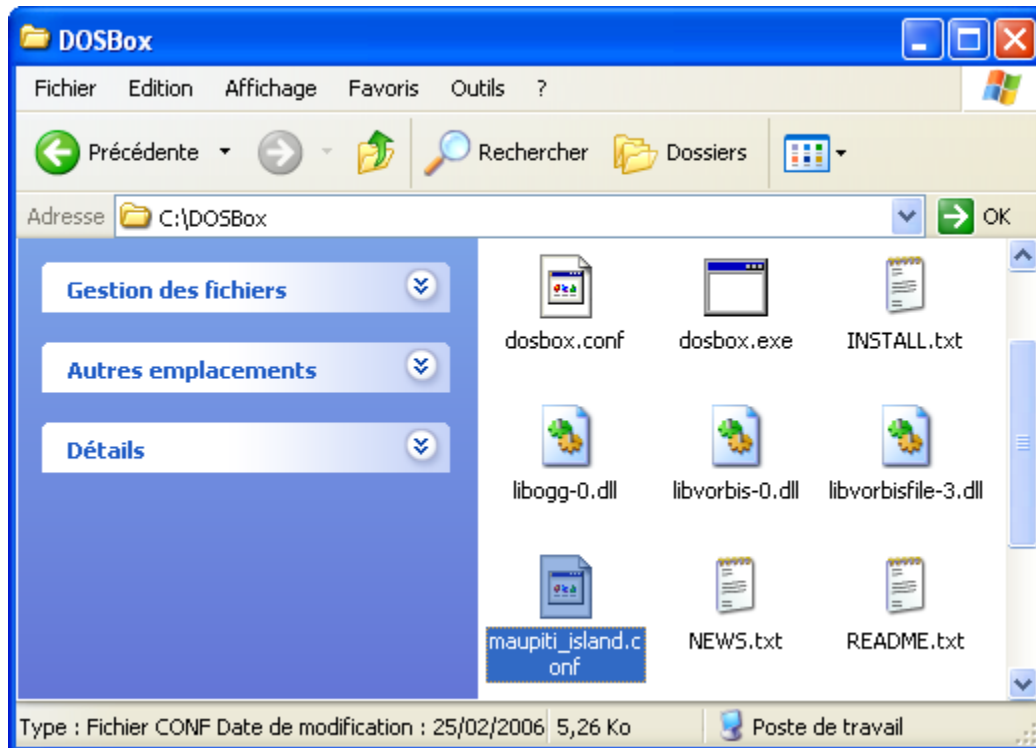 DOSBox
Fichier Edition Affichage Favoris Outils ?
Précédente Rechercher Dossiers
Adresse C:\DOSBox OK
Gestion des fichiers
Autres emplacements
Détails
dosbox.conf dosbox.exe INSTALL.txt
libogg-0.dll libvorbis-0.dll libvorbisfile-3.dll
maupiti_island.c NEWS.txt README.txt
onf
Type : Fichier CONF Date de modification : 25/02/2006 5,26 Ko Poste de travail